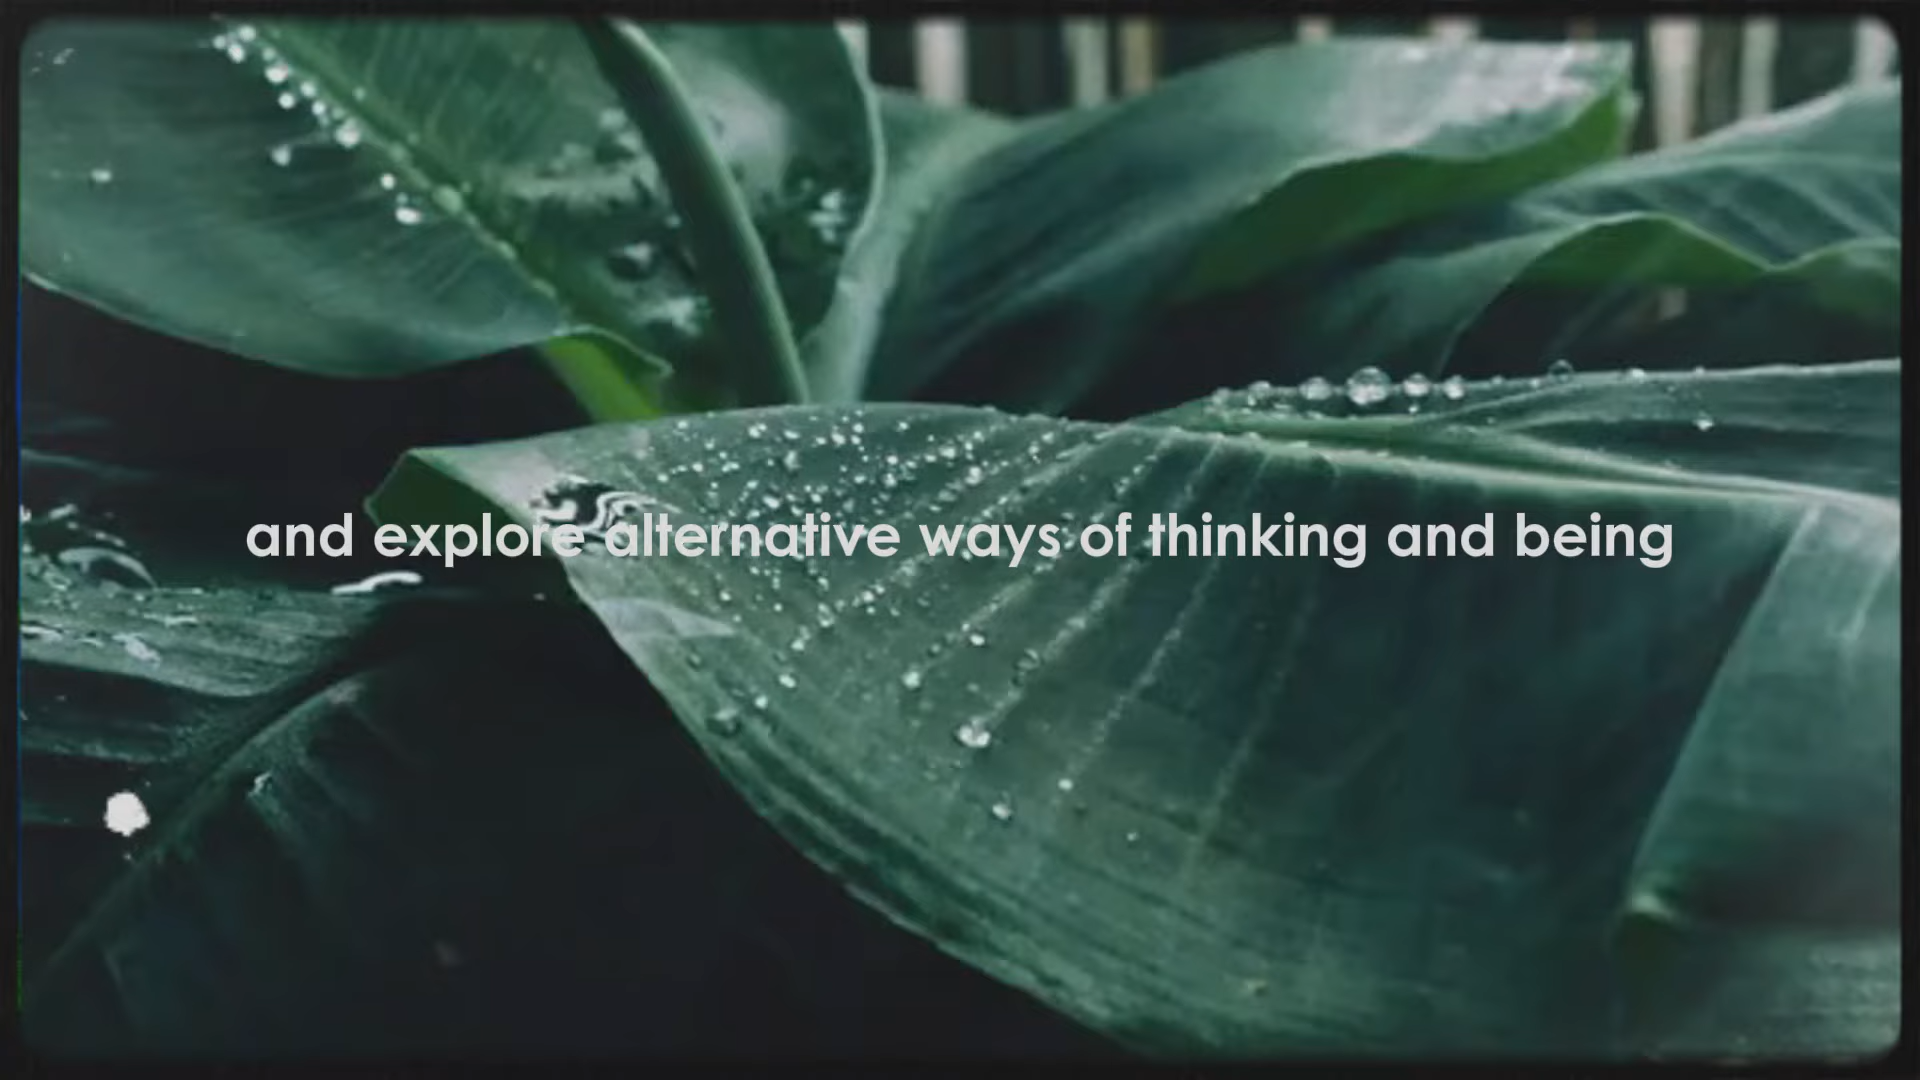 and explore alternative ways of thinking and being